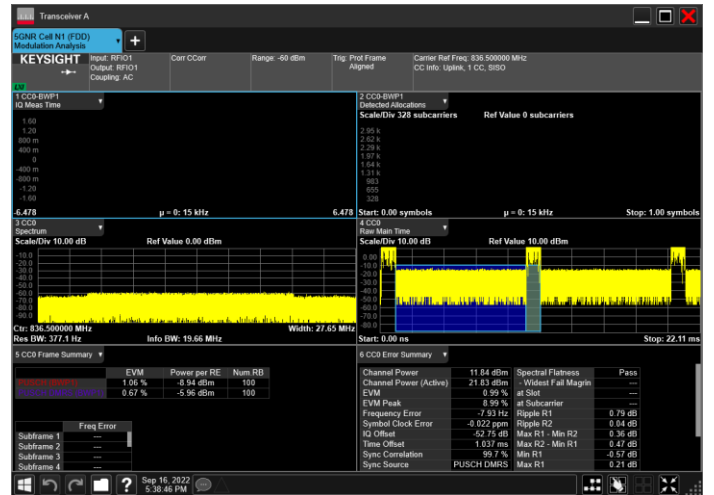 Transceiver A
5GNR Cell N1 (FDD)
Modulation Analysis
KEYSIGHT
Input: RFIO1
Output: RFIO1
Coupling: AC
Corr CCorr
Range: -60 dBm
Trig: Prot Frame
Aligned
Carrier Ref Freq: 836.500000 MHz
CC Info: Uplink, 1 CC, SISO
1 CC0-BWP1
IQ Meas Time
1.60
1.20
800 m
400 m
0
-400 m
-800 m
-1.20
-1.60
-6.478
μ = 0: 15 kHz
6.478
2 CC0-BWP1
Detected Allocations
Scale/Div 328 subcarriers
Ref Value 0 subcarriers
2.95 k
2.62 k
2.29 k
1.97 k
1.64 k
1.31 k
983
655
328
Start: 0.00 symbols
μ = 0: 15 kHz
Stop: 1.00 symbols
3 CC0
Spectrum
Scale/Div 10.00 dB
Ref Value 0.00 dBm
-10.0
-20.0
-30.0
-40.0
-50.0
-60.0
-70.0
-80.0
-90.0
Ctr: 836.500000 MHz
Width: 27.65 MHz
Res BW: 377.1 Hz
Info BW: 19.66 MHz
4 CC0
Raw Main Time
Scale/Div 10.00 dB
Ref Value 10.00 dBm
0.00
-10.0
-20.0
-30.0
-40.0
-50.0
-60.0
-70.0
-80.0
Start: 0.00 ns
Stop: 22.11 ms
5 CC0 Frame Summary
EVM Power per RE Num RB
1.06 % -8.94 dBm 100
0.67 % -5.96 dBm 100
Freq Error
Subframe 1 ---
Subframe 2 ---
Subframe 3 ---
Subframe 4 ---
6 CC0 Error Summary
Channel Power 11.84 dBm
Channel Power (Active) 21.83 dBm
EVM 0.99 %
EVM Peak 8.99 %
Frequency Error -7.93 Hz
Symbol Clock Error -0.022 ppm
IQ Offset -52.75 dB
Time Offset 1.037 ms
Sync Correlation 99.7 %
Sync Source PUSCH DMRS
Spectral Flatness Pass
- Widest Fail Magrin ---
at Slot ---
at Subcarrier ---
Ripple R1 0.79 dB
Ripple R2 0.04 dB
Max R1 - Min R2 0.36 dB
Max R2 - Min R1 0.47 dB
Min R1 -0.57 dB
Max R1 0.21 dB
Sep 16, 2022
5:38:46 PM